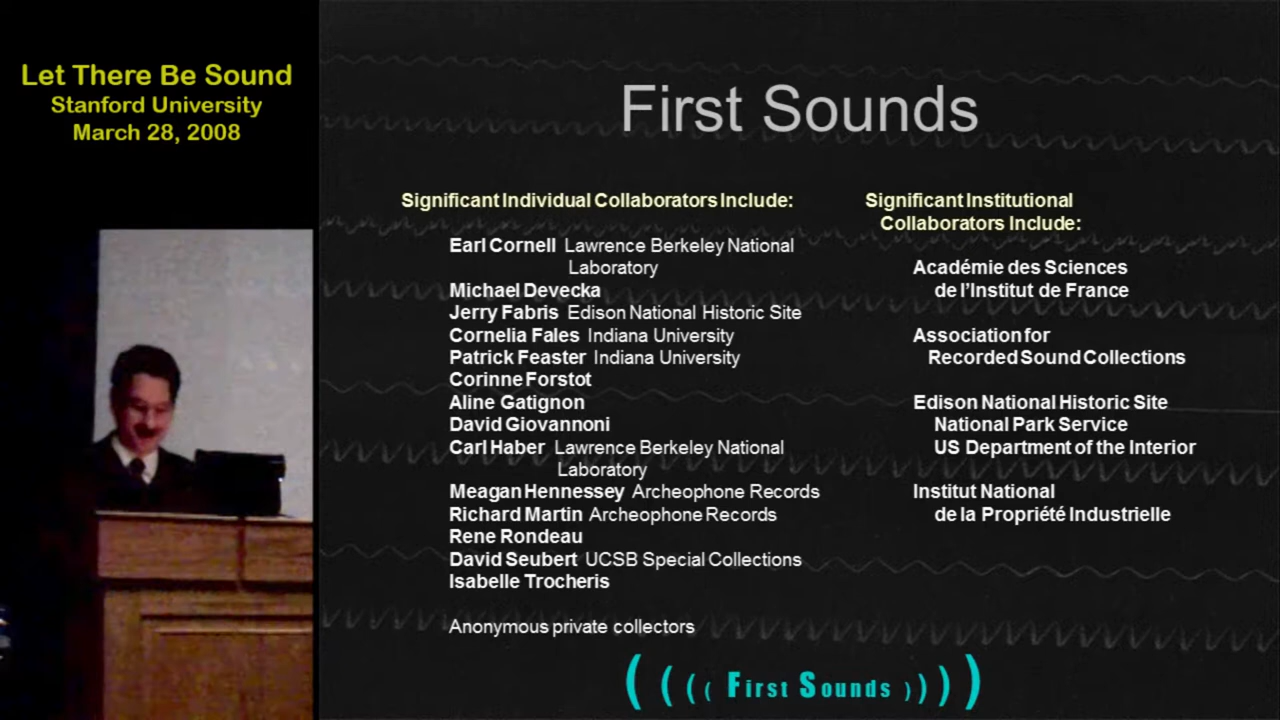 Let There Be Sound
Stanford University
March 28, 2008
First Sounds
Significant Individual Collaborators Include:
Earl Cornell Lawrence Berkeley National
Laboratory
Michael Devecka
Jerry Fabris Edison National Historic Site
Cornelia Fales Indiana University
Patrick Feaster Indiana University
Corinne Forstot
Aline Gatignon
David Giovannoni
Carl Haber Lawrence Berkeley National
Laboratory
Meagan Hennessey Archeophone Records
Richard Martin Archeophone Records
Rene Rondeau
David Seubert UCSB Special Collections
Isabelle Trocheris
Anonymous private collectors
Significant Institutional
Collaborators Include:
Académie des Sciences
de l'Institut de France
Association for
Recorded Sound Collections
Edison National Historic Site
National Park Service
US Department of the Interior
Institut National
de la Propriété Industrielle
( ( ( ( First Sounds ) ) ) )